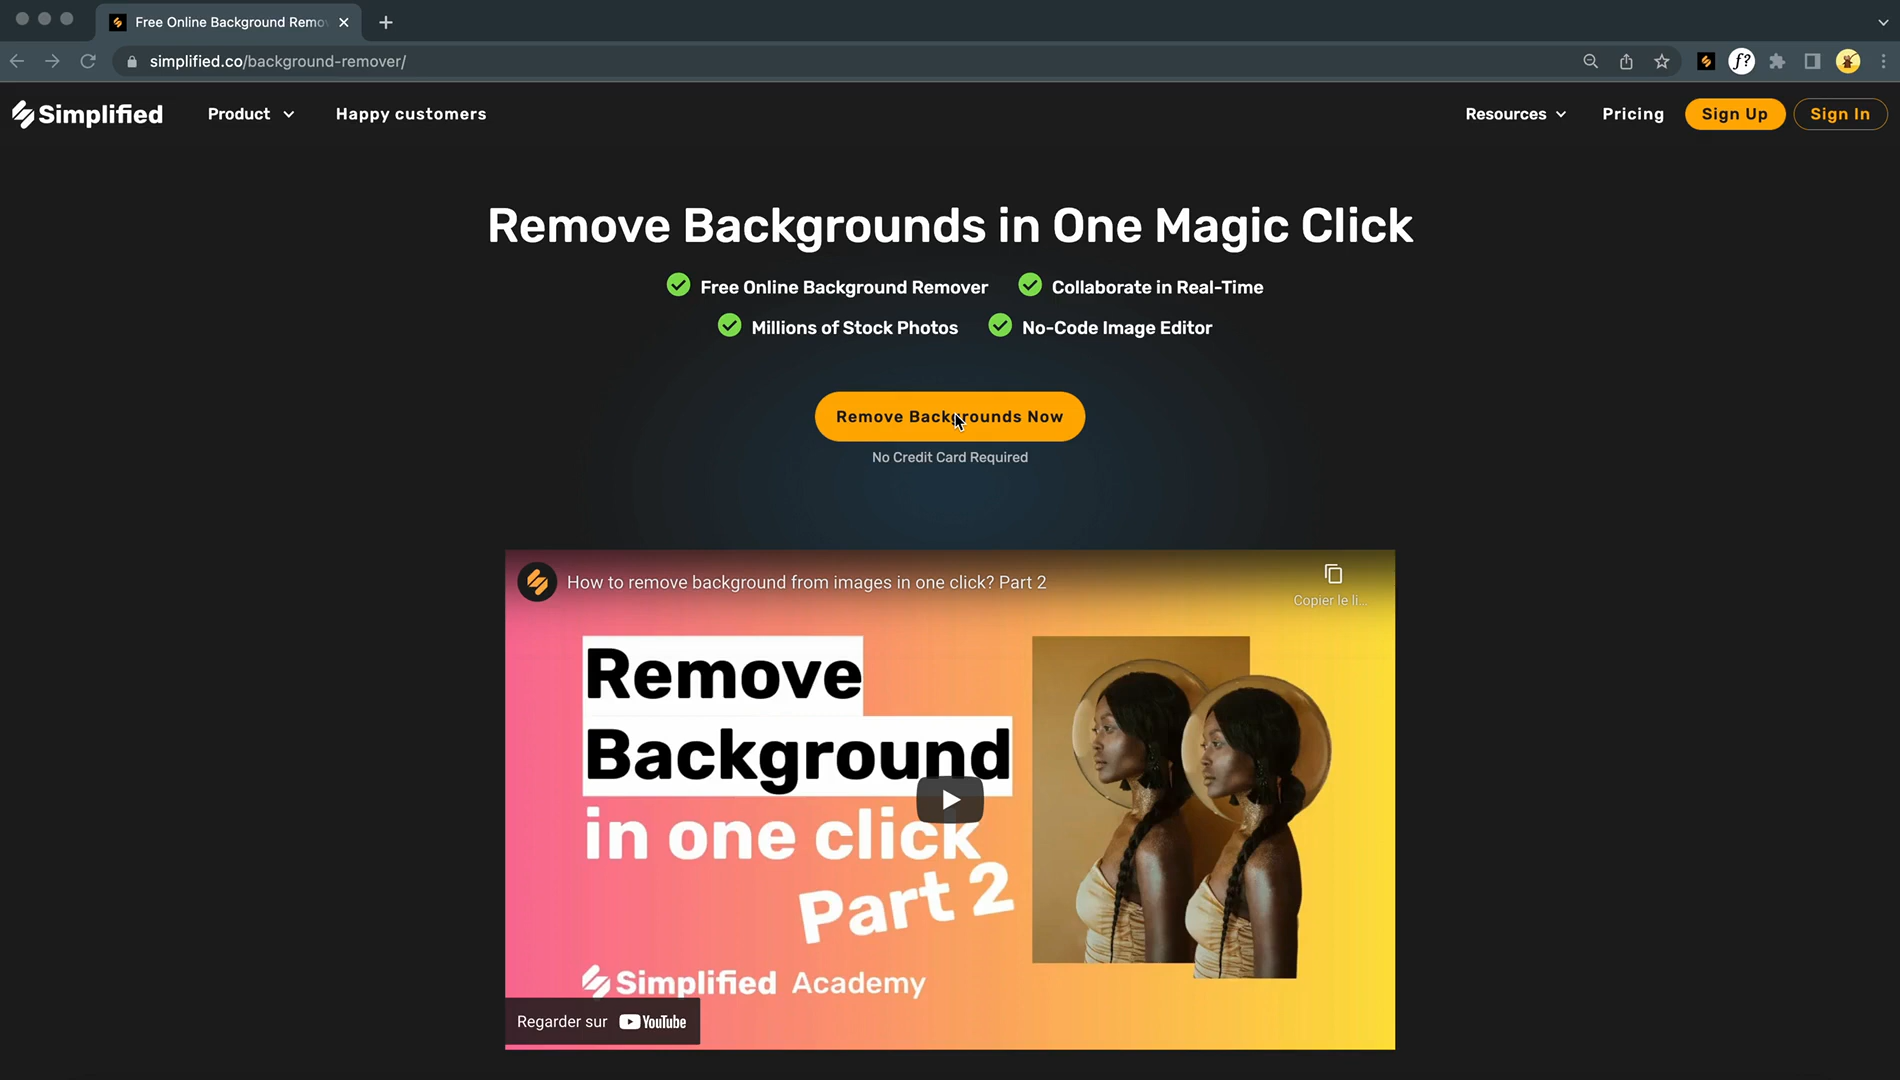 Free Online Background Remo
simplified.co/background-remover/
f?
Simplified
Product
Happy customers
Resources
Pricing
Sign Up
Sign In
Remove Backgrounds in One Magic Click
Free Online Background Remover
Collaborate in Real-Time
Millions of Stock Photos
No-Code Image Editor
Remove Backgrounds Now
No Credit Card Required
How to remove background from images in one click? Part 2
Copier le li...
Remove
Background
in one click
Part 2
Simplified Academy
Regarder sur YouTube